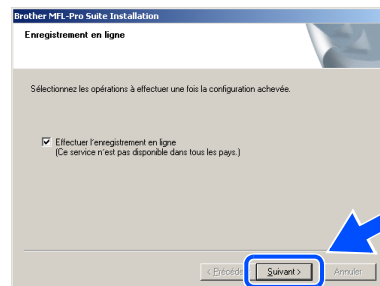 Brother MFL-Pro Suite Installation
Enregistrement en ligne
Sélectionnez les opérations à effectuer une fois la configuration achevée.
Effectuer l'enregistrement en ligne
(Ce service n'est pas disponible dans tous les pays.)
< Précéde Suivant > Annuler